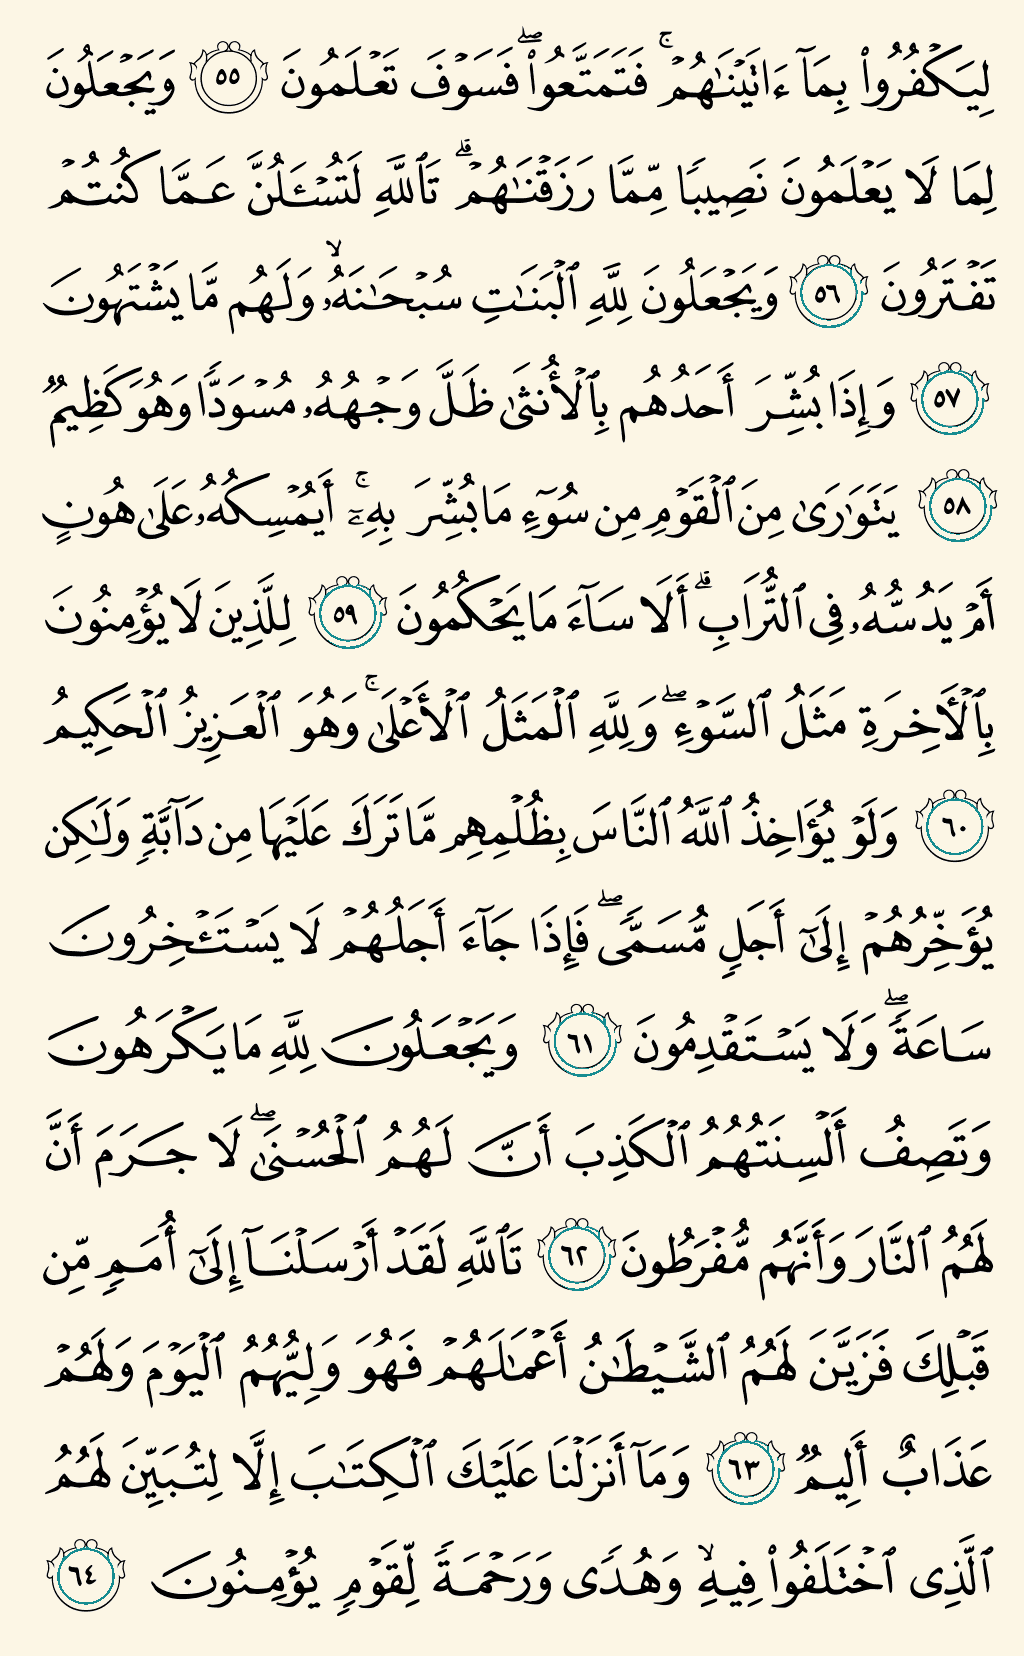 لِيَكْفُرُوا۟ بِمَآ ءَاتَيْنَٰهُمْ ۚ فَتَمَتَّعُوا۟ ۖ فَسَوْفَ تَعْلَمُونَ ٥٥ وَيَجْعَلُونَ
لِمَا لَا يَعْلَمُونَ نَصِيبًا مِّمَّا رَزَقْنَٰهُمْ ۗ تَٱللَّهِ لَتُسْـَٔلُنَّ عَمَّا كُنتُمْ
تَفْتَرُونَ ٥٦ وَيَجْعَلُونَ لِلَّهِ ٱلْبَنَٰتِ سُبْحَٰنَهُۥ ۙ وَلَهُم مَّا يَشْتَهُونَ
٥٧ وَإِذَا بُشِّرَ أَحَدُهُم بِٱلْأُنثَىٰ ظَلَّ وَجْهُهُۥ مُسْوَدًّا وَهُوَ كَظِيمٌ
٥٨ يَتَوَٰرَىٰ مِنَ ٱلْقَوْمِ مِن سُوٓءِ مَا بُشِّرَ بِهِۦٓ ۚ أَيُمْسِكُهُۥ عَلَىٰ هُونٍ
أَمْ يَدُسُّهُۥ فِى ٱلتُّرَابِ ۗ أَلَا سَآءَ مَا يَحْكُمُونَ ٥٩ لِلَّذِينَ لَا يُؤْمِنُونَ
بِٱلْـَٔاخِرَةِ مَثَلُ ٱلسَّوْءِ ۖ وَلِلَّهِ ٱلْمَثَلُ ٱلْأَعْلَىٰ ۚ وَهُوَ ٱلْعَزِيزُ ٱلْحَكِيمُ
٦٠ وَلَوْ يُؤَاخِذُ ٱللَّهُ ٱلنَّاسَ بِظُلْمِهِم مَّا تَرَكَ عَلَيْهَا مِن دَآبَّةٍ وَلَٰكِن
يُؤَخِّرُهُمْ إِلَىٰٓ أَجَلٍ مُّسَمًّى ۖ فَإِذَا جَآءَ أَجَلُهُمْ لَا يَسْتَـْٔخِرُونَ
سَاعَةً ۖ وَلَا يَسْتَقْدِمُونَ ٦١ وَيَجْعَلُونَ لِلَّهِ مَا يَكْرَهُونَ
وَتَصِفُ أَلْسِنَتُهُمُ ٱلْكَذِبَ أَنَّ لَهُمُ ٱلْحُسْنَىٰ ۖ لَا جَرَمَ أَنَّ
لَهُمُ ٱلنَّارَ وَأَنَّهُم مُّفْرَطُونَ ٦٢ تَٱللَّهِ لَقَدْ أَرْسَلْنَآ إِلَىٰٓ أُمَمٍ مِّن
قَبْلِكَ فَزَيَّنَ لَهُمُ ٱلشَّيْطَٰنُ أَعْمَٰلَهُمْ فَهُوَ وَلِيُّهُمُ ٱلْيَوْمَ وَلَهُمْ
عَذَابٌ أَلِيمٌ ٦٣ وَمَآ أَنزَلْنَا عَلَيْكَ ٱلْكِتَٰبَ إِلَّا لِتُبَيِّنَ لَهُمُ
ٱلَّذِى ٱخْتَلَفُوا۟ فِيهِ ۙ وَهُدًى وَرَحْمَةً لِّقَوْمٍ يُؤْمِنُونَ ٦٤